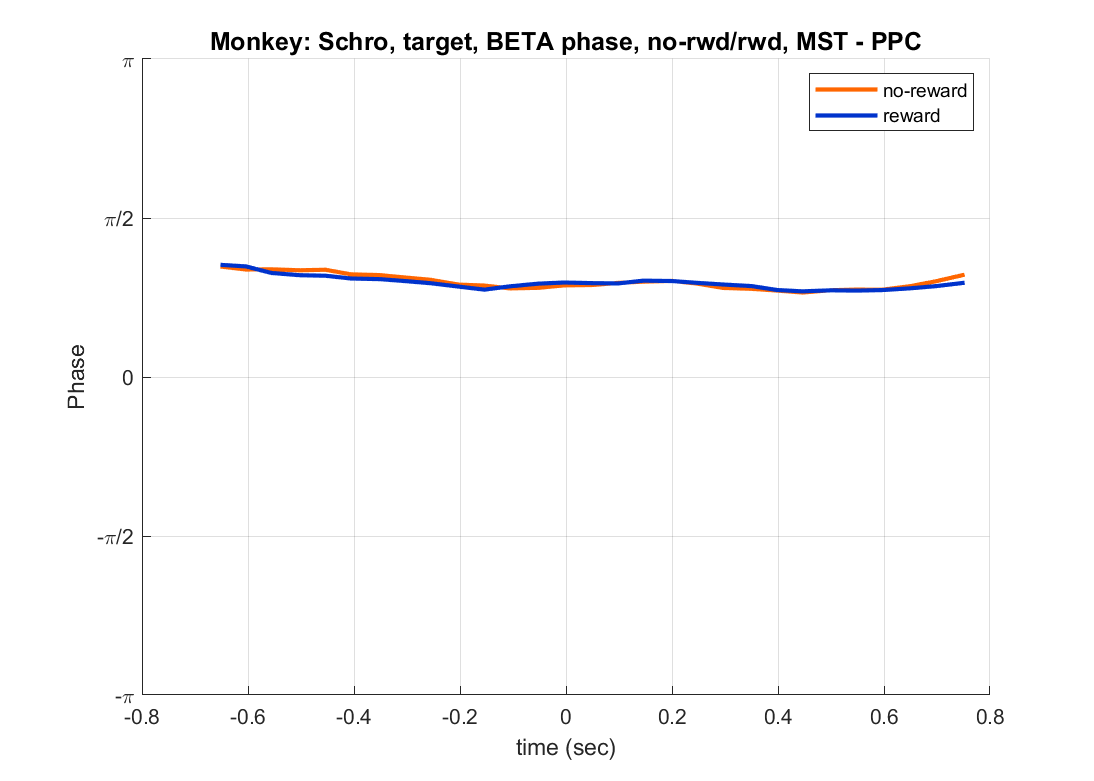 Monkey: Schro, target, BETA phase, no-rwd/rwd, MST - PPC
π
no-reward
reward
π/2
Phase
0
-π/2
-π
-0.8
-0.6
-0.4
-0.2
0
0.2
0.4
0.6
0.8
time (sec)